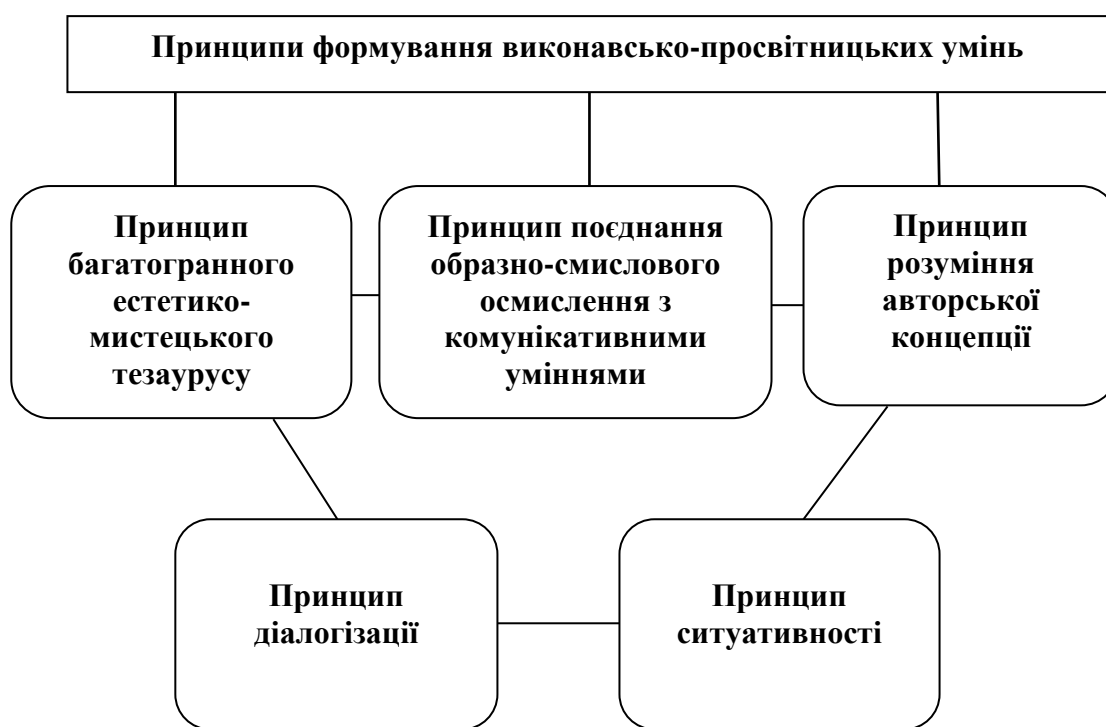 Принципи формування виконавсько-просвітницьких умінь
Принцип
багатогранного
естетико-
мистецького
тезаурусу
Принцип поєднання
образно-смислового
осмислення з
комунікативними
уміннями
Принцип
розуміння
авторської
концепції
Принцип
діалогізації
Принцип
ситуативності